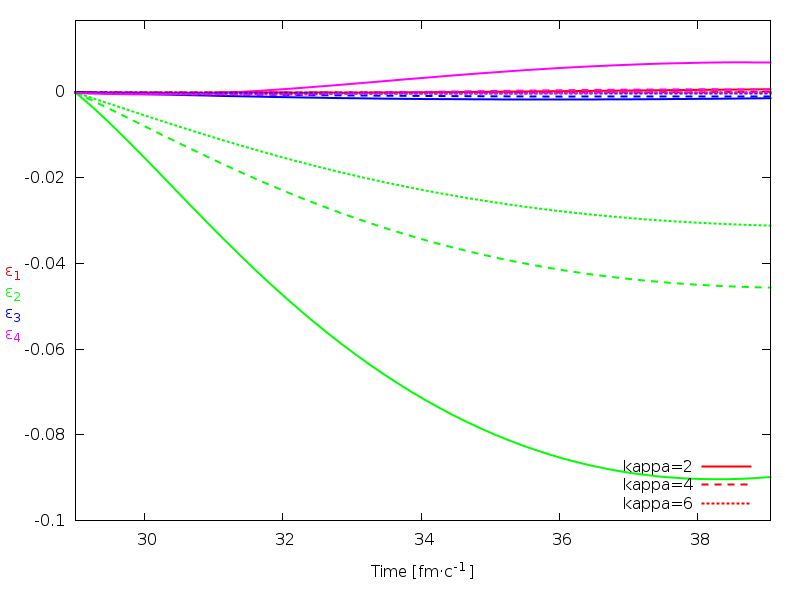 0
-0.02
-0.04
-0.06
-0.08
-0.1
ε1
ε2
ε3
ε4
kappa=2
kappa=4
kappa=6
30 32 34 36 38
Time [fm·c-1]